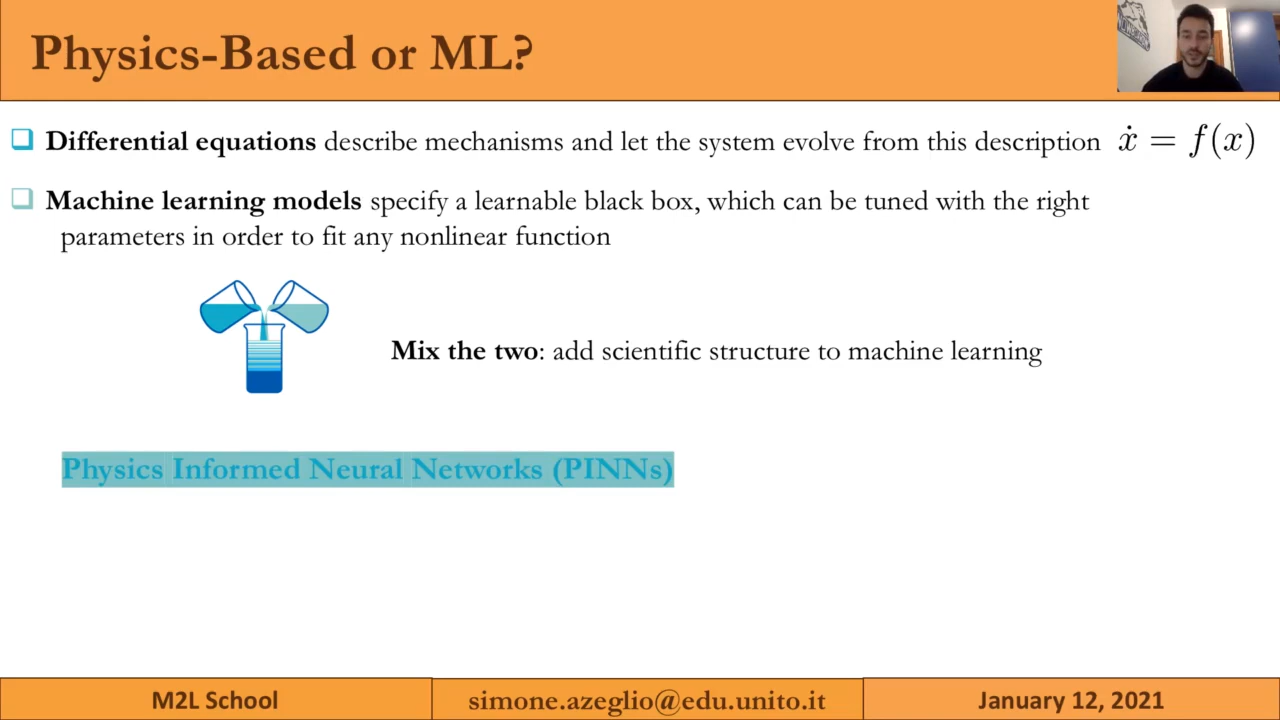 Physics-Based or ML?
Differential equations describe mechanisms and let the system evolve from this description ẋ = f(x)
Machine learning models specify a learnable black box, which can be tuned with the right
parameters in order to fit any nonlinear function
Mix the two: add scientific structure to machine learning
Physics Informed Neural Networks (PINNs)
M2L School
simone.azeglio@edu.unito.it
January 12, 2021